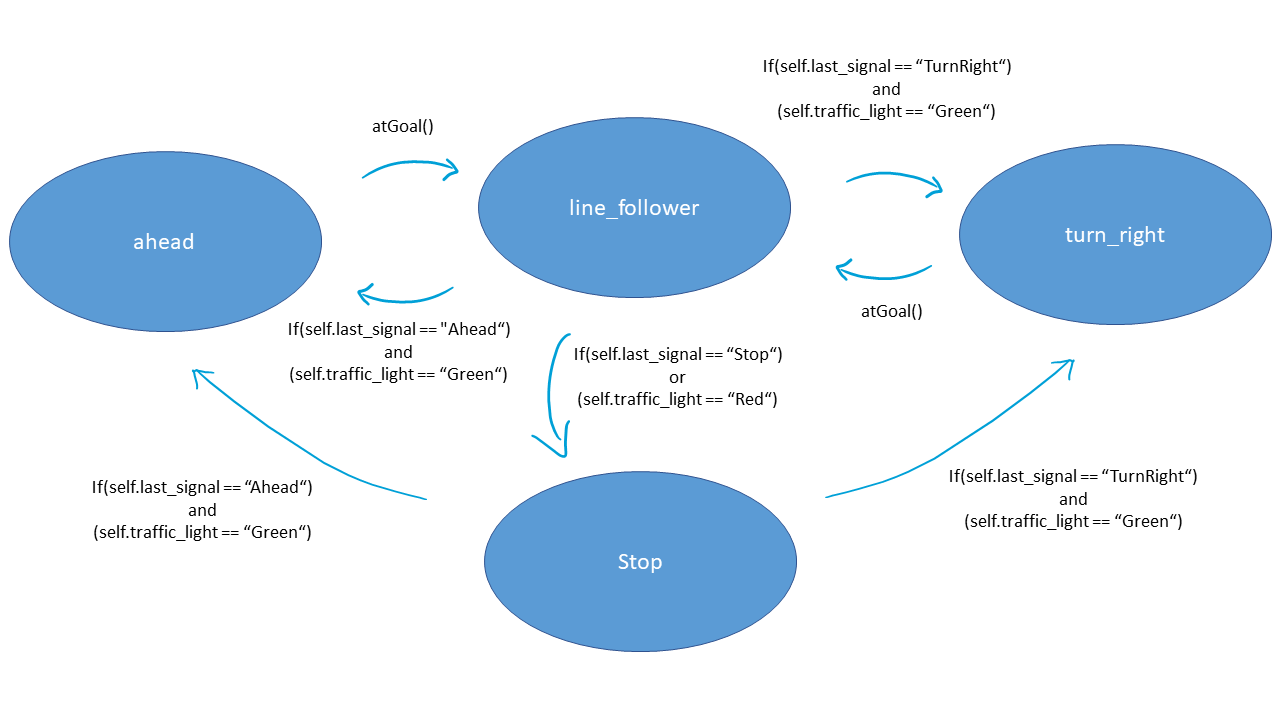 If(self.last_signal == “TurnRight“)
and
(self.traffic_light == “Green“)
atGoal()
line_follower
ahead
turn_right
atGoal()
If(self.last_signal == "Ahead“)
and
(self.traffic_light == “Green“)
If(self.last_signal == “Stop“)
or
(self.traffic_light == “Red“)
If(self.last_signal == “Ahead“)
and
(self.traffic_light == “Green“)
If(self.last_signal == “TurnRight“)
and
(self.traffic_light == “Green“)
Stop